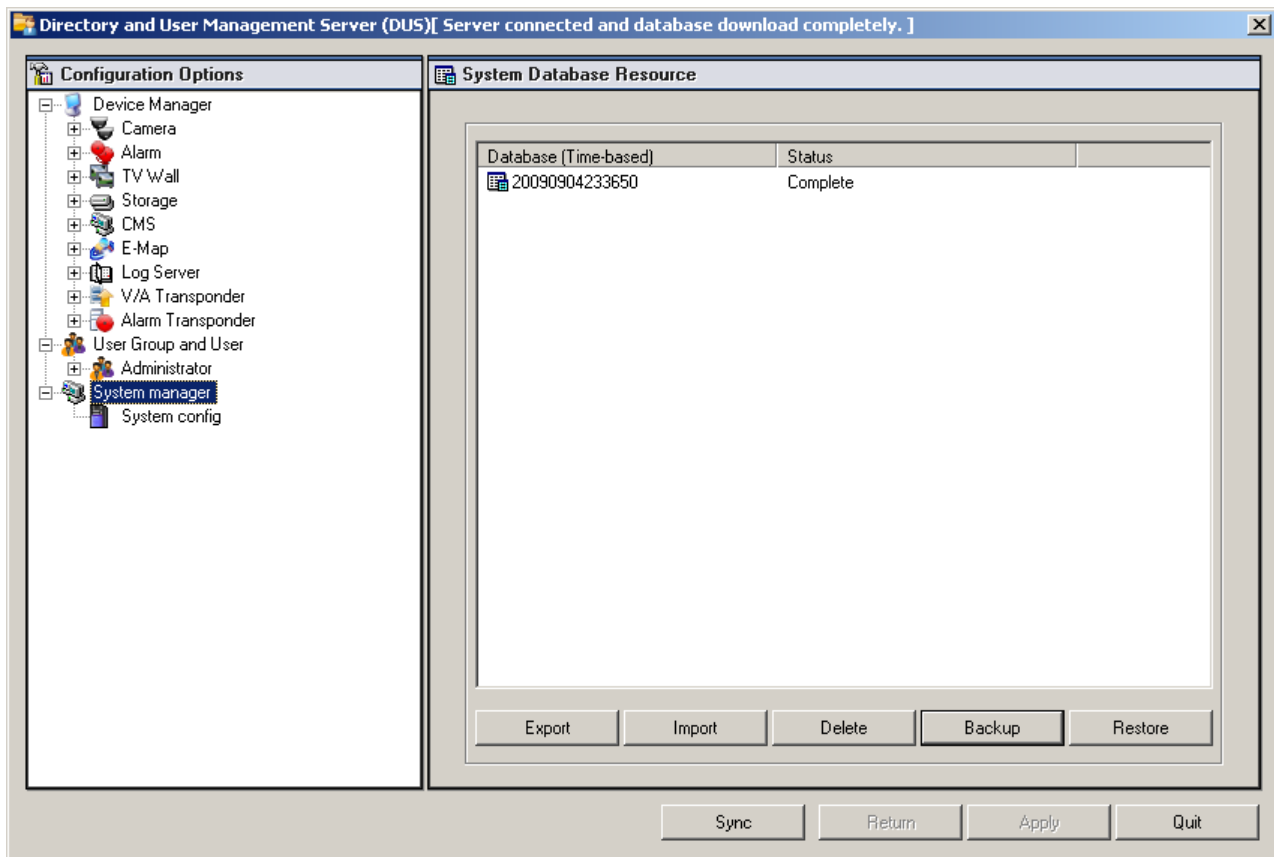 Directory and User Management Server (DUS)[ Server connected and database download completely. ]
Configuration Options
Device Manager
Camera
Alarm
TV Wall
Storage
CMS
E-Map
Log Server
V/A Transponder
Alarm Transponder
User Group and User
Administrator
System manager
System config
System Database Resource
Database (Time-based) Status
20090904233650 Complete
Export Import Delete Backup Restore
Sync Return Apply Quit